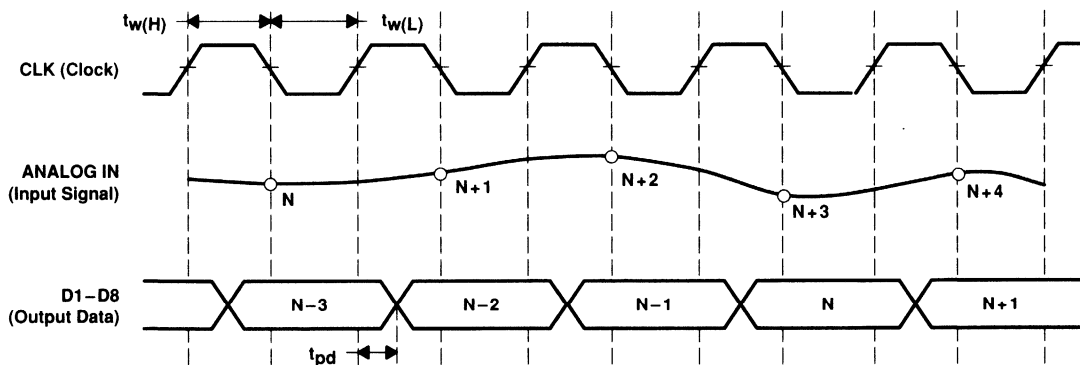 tw(H)
tw(L)
CLK (Clock)
ANALOG IN
(Input Signal)
N
N+1
N+2
N+3
N+4
D1–D8
(Output Data)
N–3
N–2
N–1
N
N+1
tpd